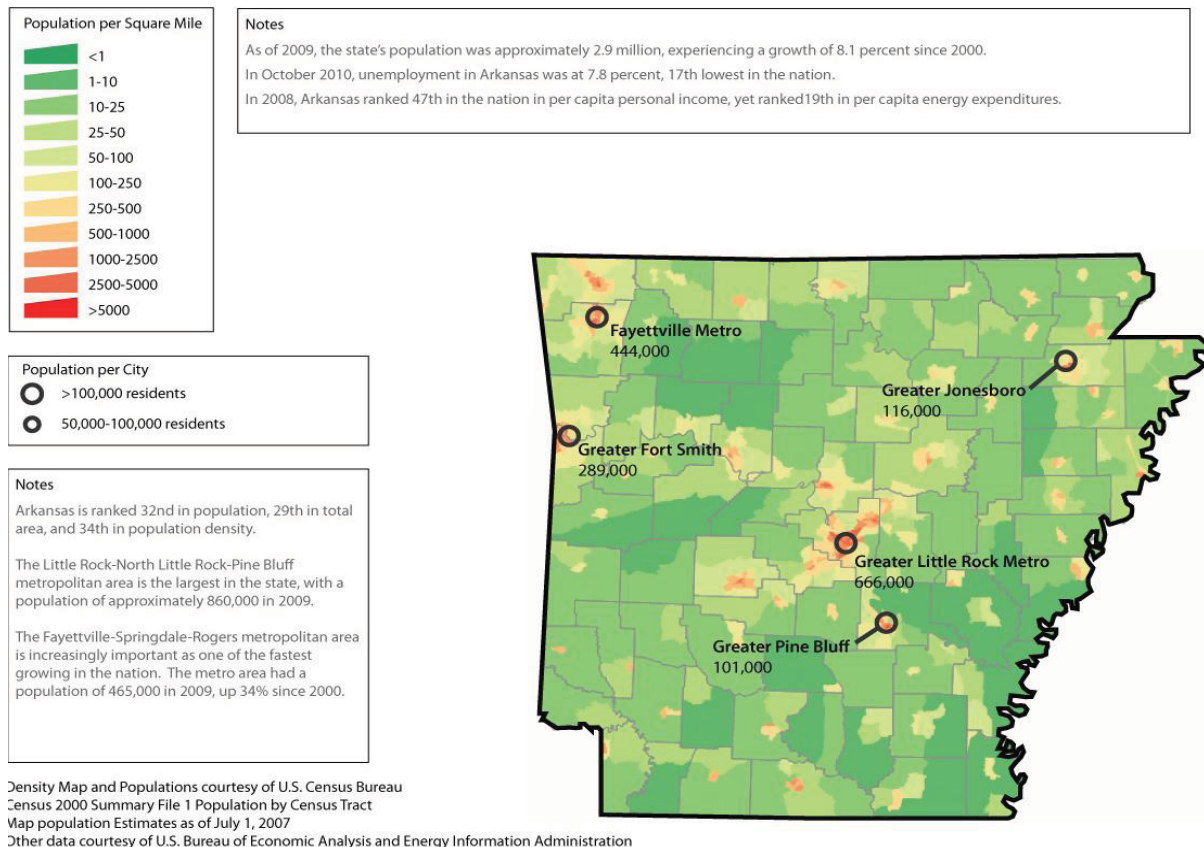 Population per Square Mile
<1
1-10
10-25
25-50
50-100
100-250
250-500
500-1000
1000-2500
2500-5000
>5000
Notes
As of 2009, the state's population was approximately 2.9 million, experiencing a growth of 8.1 percent since 2000.
In October 2010, unemployment in Arkansas was at 7.8 percent, 17th lowest in the nation.
In 2008, Arkansas ranked 47th in the nation in per capita personal income, yet ranked19th in per capita energy expenditures.
Population per City
>100,000 residents
50,000-100,000 residents
Notes
Arkansas is ranked 32nd in population, 29th in total
area, and 34th in population density.
The Little Rock-North Little Rock-Pine Bluff
metropolitan area is the largest in the state, with a
population of approximately 860,000 in 2009.
The Fayettville-Springdale-Rogers metropolitan area
is increasingly important as one of the fastest
growing in the nation. The metro area had a
population of 465,000 in 2009, up 34% since 2000.
Fayettville Metro
444,000
Greater Jonesboro
116,000
Greater Fort Smith
289,000
Greater Little Rock Metro
666,000
Greater Pine Bluff
101,000
Density Map and Populations courtesy of U.S. Census Bureau
Census 2000 Summary File 1 Population by Census Tract
Map population Estimates as of July 1, 2007
Other data courtesy of U.S. Bureau of Economic Analysis and Energy Information Administration